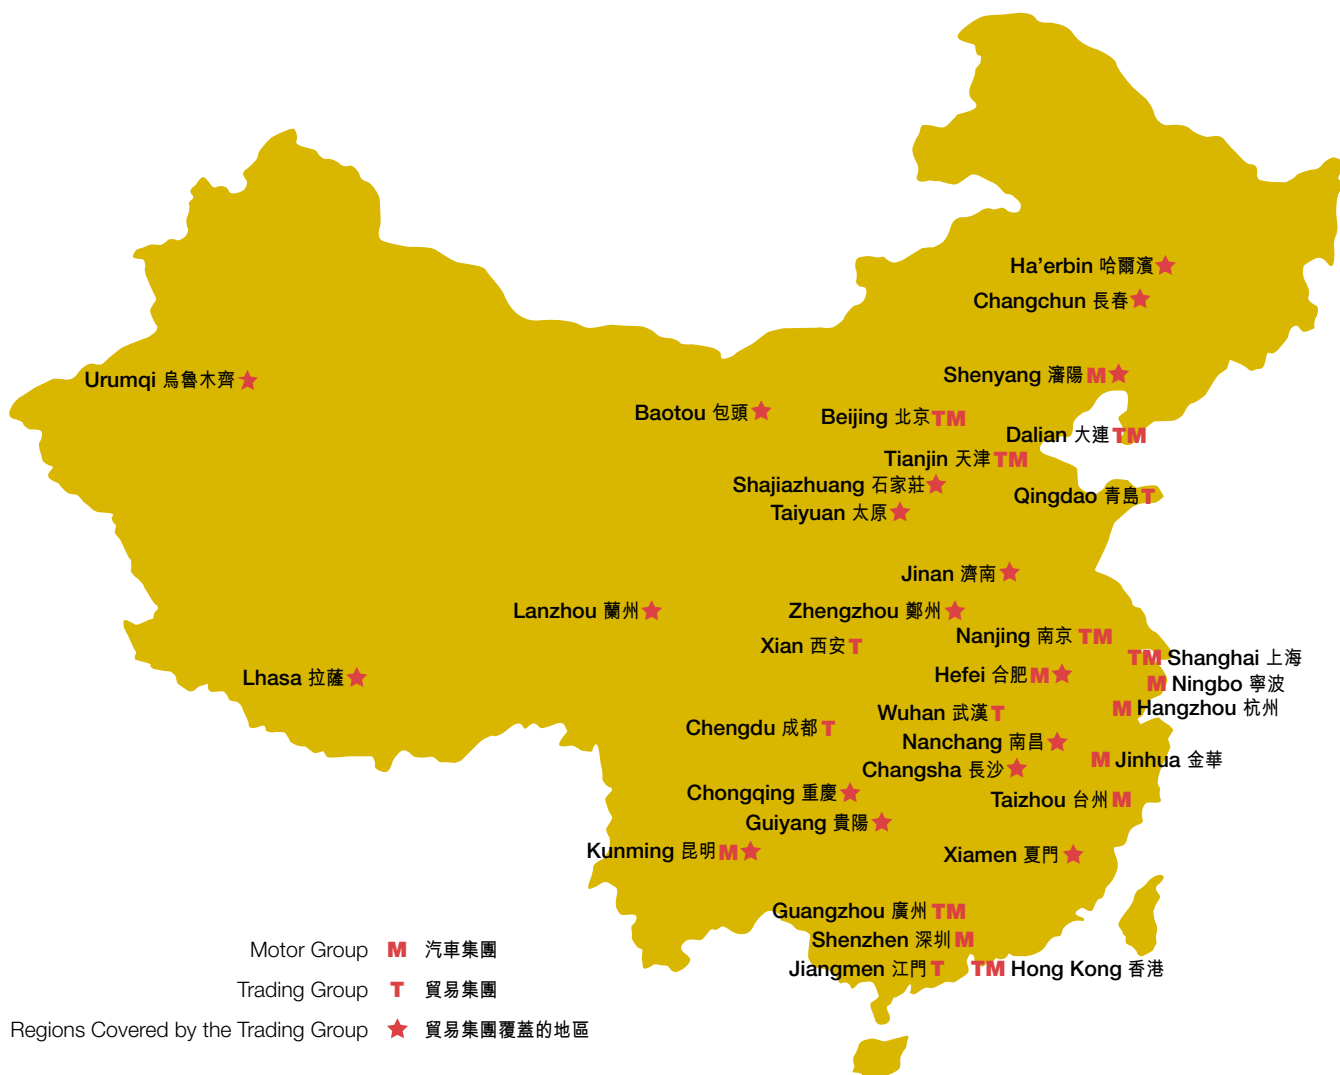 Ha’erbin 哈爾濱
Changchun 長春
Urumqi 烏魯木齊
Shenyang 瀋陽 M
Baotou 包頭
Beijing 北京 TM
Dalian 大連 TM
Tianjin 天津 TM
Shajiazhuang 石家莊
Qingdao 青島 T
Taiyuan 太原
Jinan 濟南
Lanzhou 蘭州
Zhengzhou 鄭州
Xian 西安 T
Nanjing 南京 TM
TM Shanghai 上海
Lhasa 拉薩
Hefei 合肥 M
M Ningbo 寧波
Wuhan 武漢 T
M Hangzhou 杭州
Chengdu 成都 T
Nanchang 南昌
M Jinhua 金華
Changsha 長沙
Chongqing 重慶
Taizhou 台州 M
Guiyang 貴陽
Kunming 昆明 M
Xiamen 夏門
Guangzhou 廣州 TM
Shenzhen 深圳 M
Jiangmen 江門 T
TM Hong Kong 香港
Motor Group M 汽車集團
Trading Group T 貿易集團
Regions Covered by the Trading Group 貿易集團覆蓋的地區